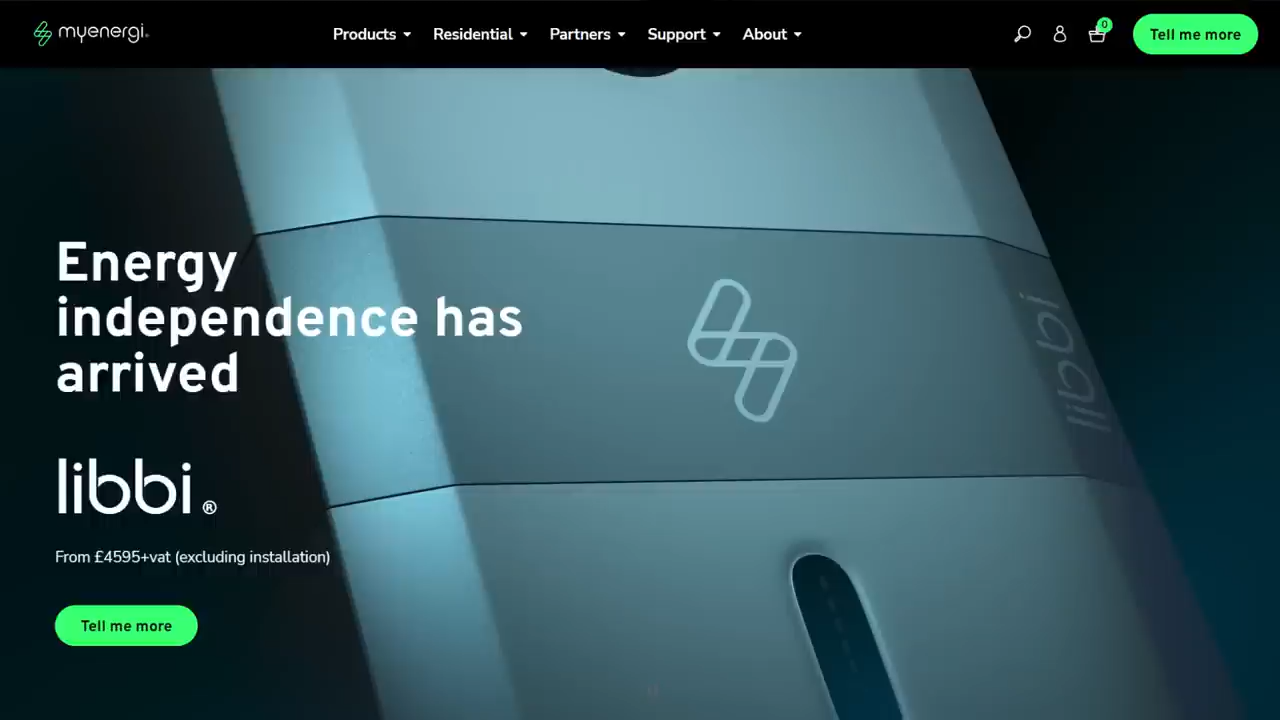 myenergi
Products
Residential
Partners
Support
About
0
Tell me more
Energy
independence has
arrived
libbi®
From £4595+vat (excluding installation)
Tell me more
libbi